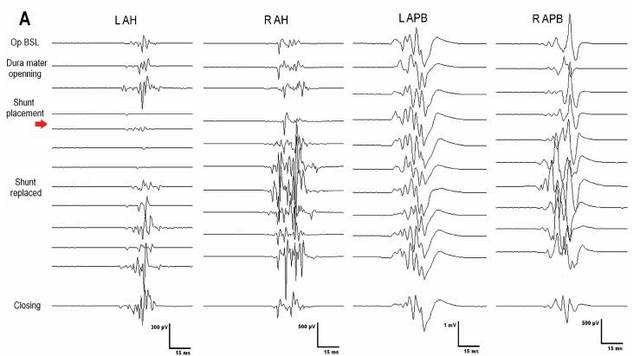 A
L AH
R AH
L APB
R APB
Op BSL
Dura mater
openning
Shunt
placement
Shunt
replaced
Closing
300 µV
15 ms
500 µV
15 ms
1 mV
15 ms
500 µV
15 ms